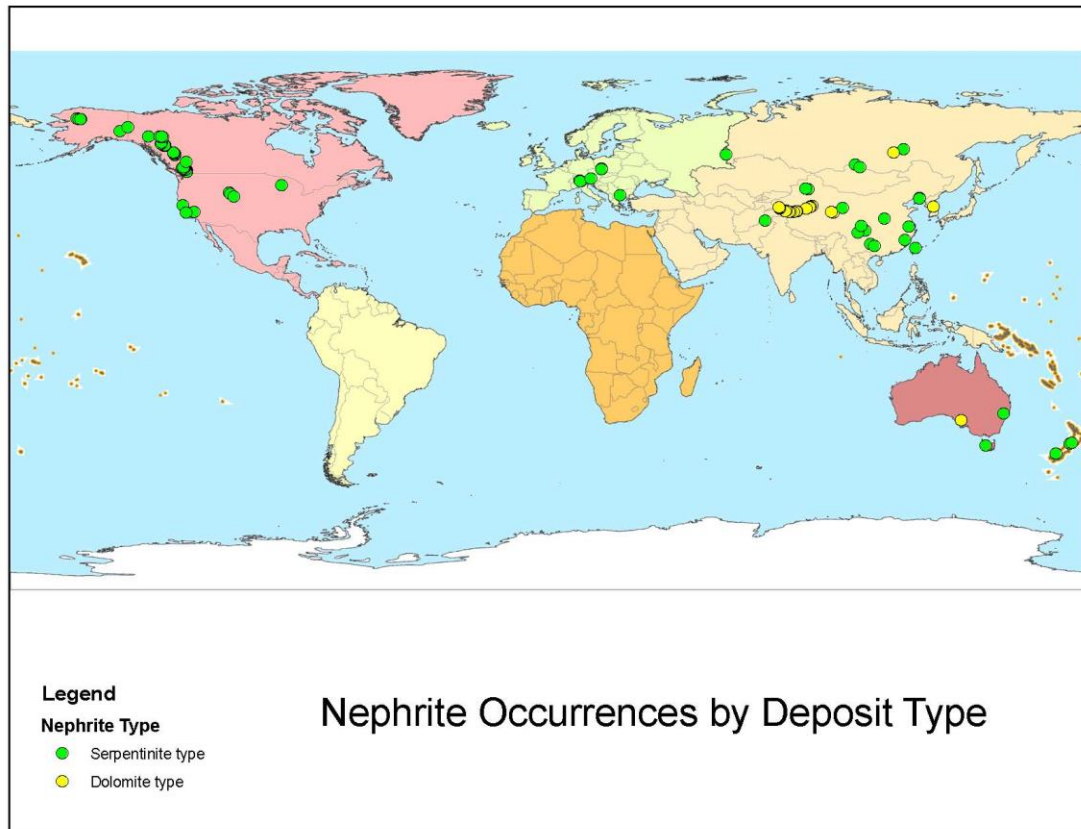 Legend
Nephrite Type
Serpentinite type
Dolomite type
Nephrite Occurrences by Deposit Type